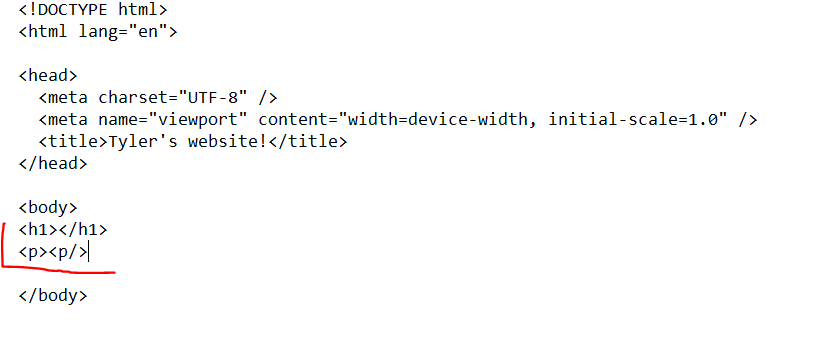 <!DOCTYPE html>
<html lang="en">
<head>
<meta charset="UTF-8" />
<meta name="viewport" content="width=device-width, initial-scale=1.0" />
<title>Tyler's website!</title>
</head>
<body>
<h1></h1>
<p><p/>
</body>